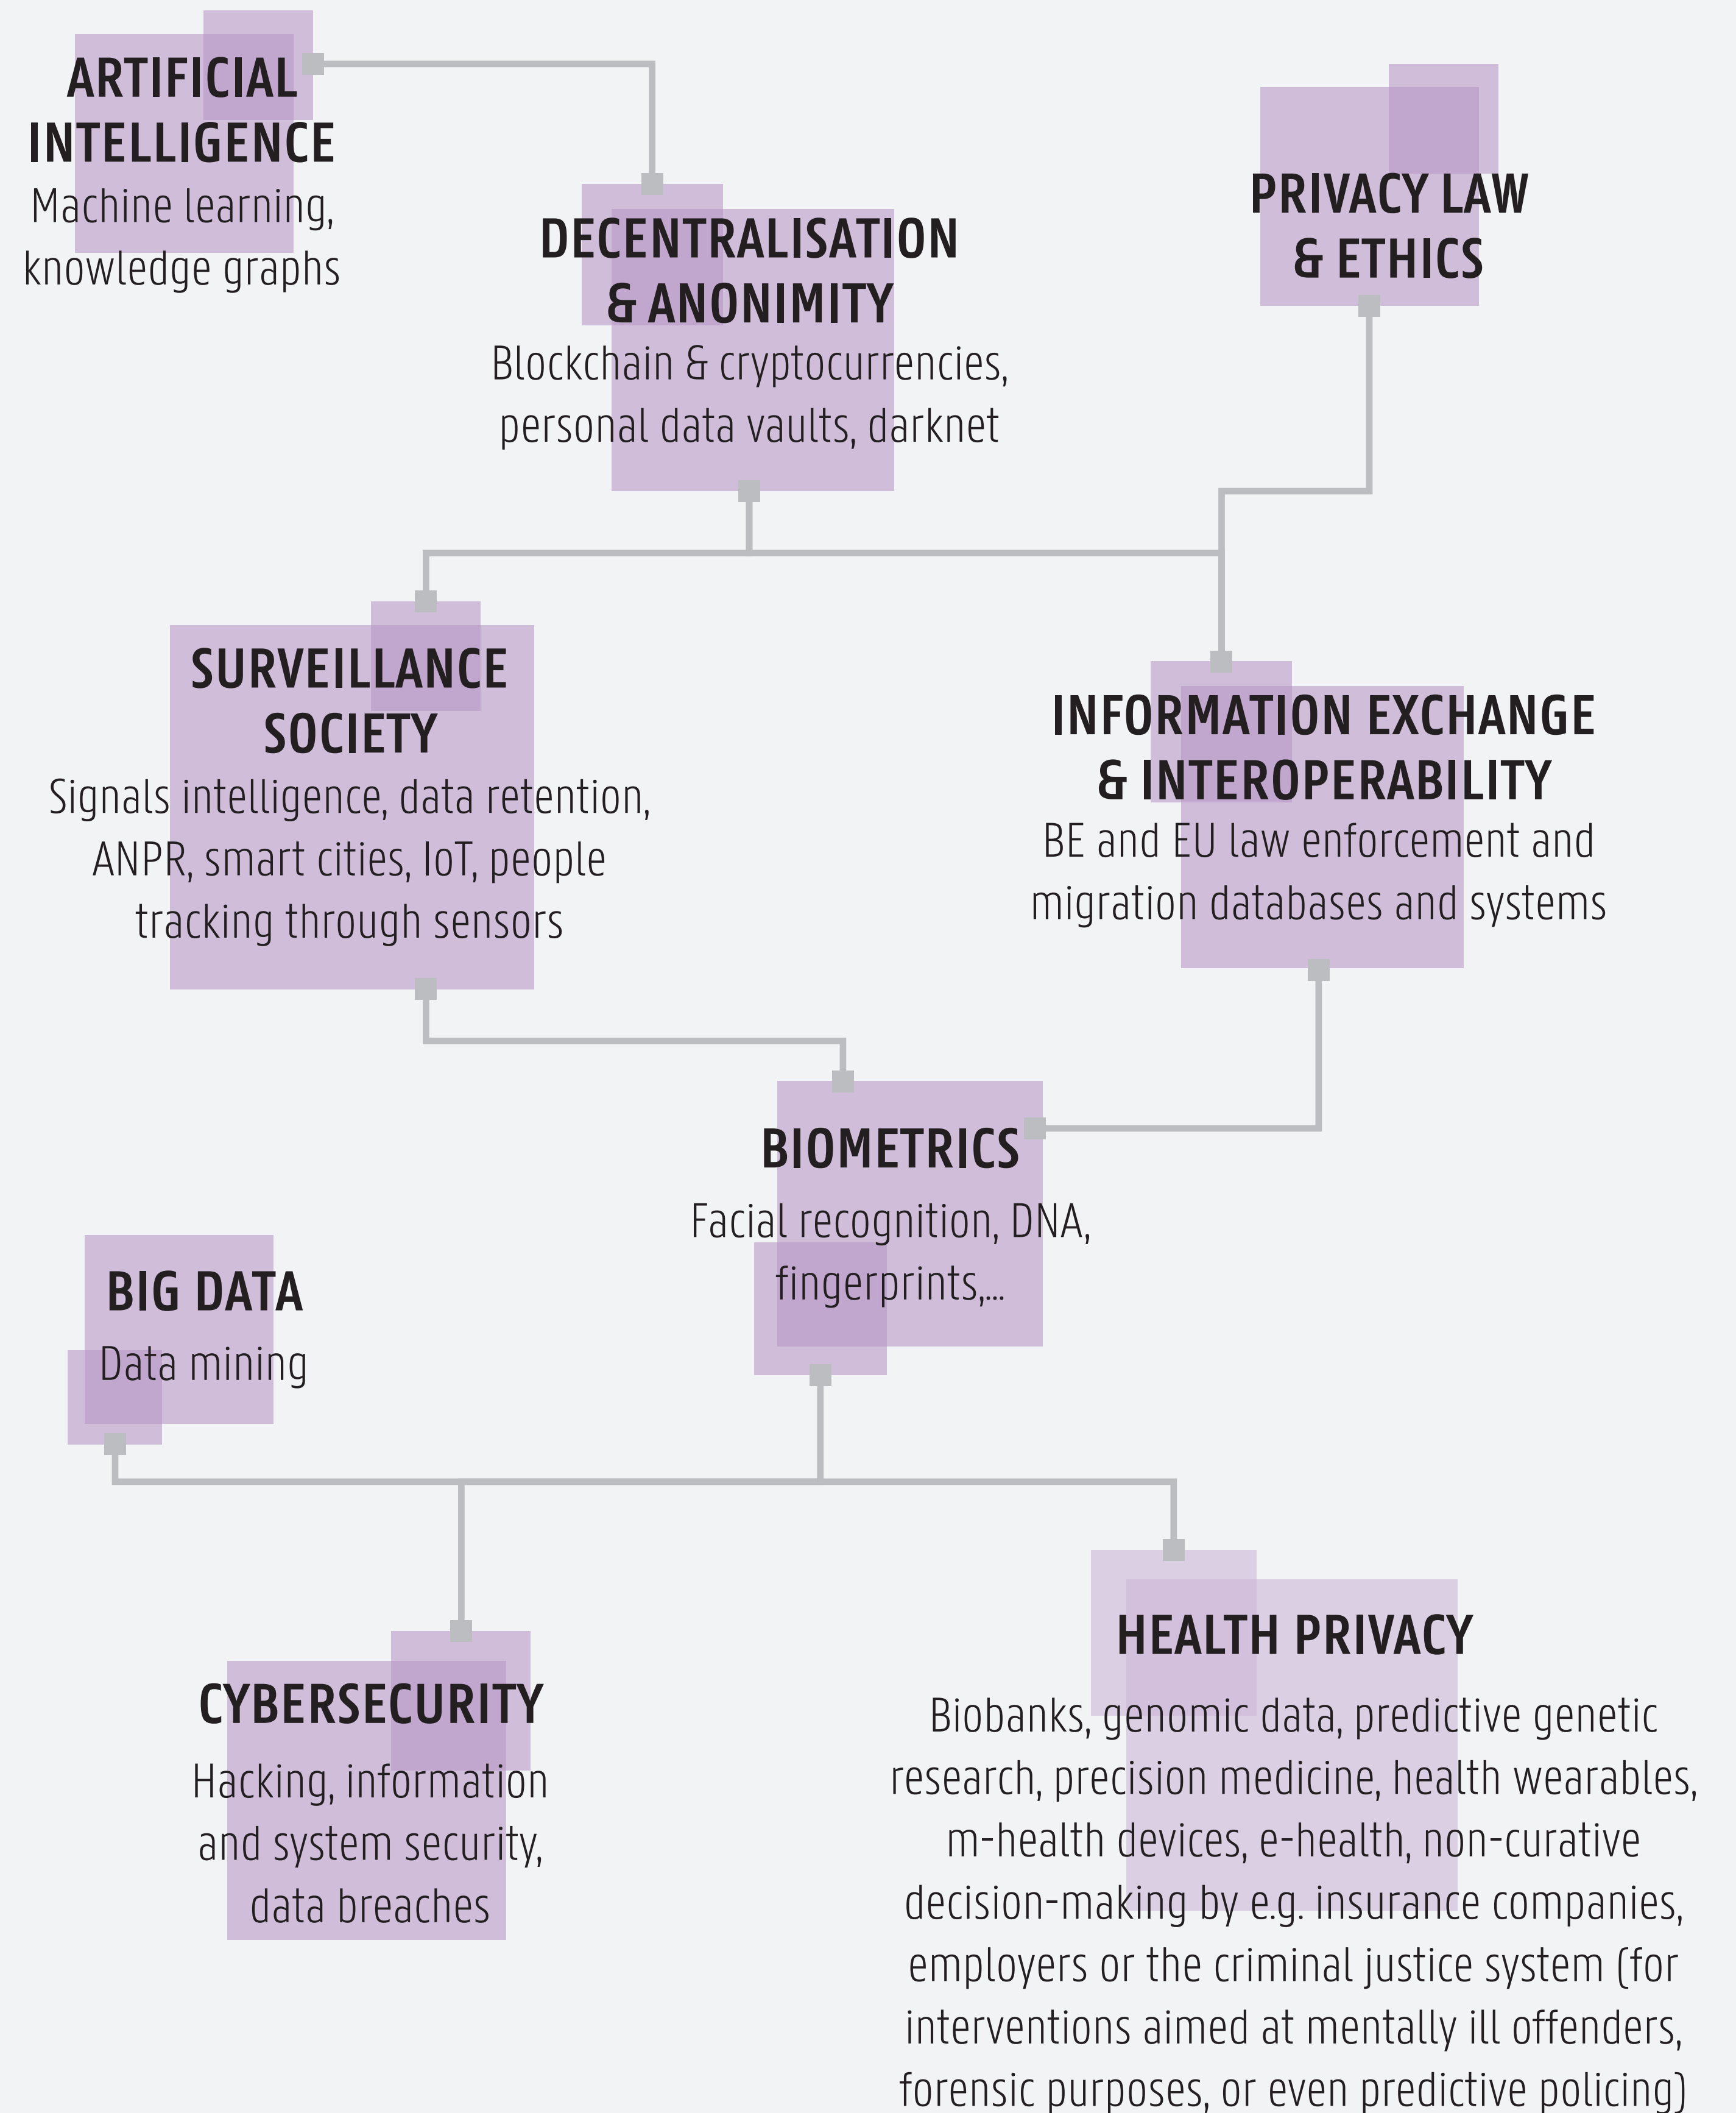 ARTIFICIAL
INTELLIGENCE
Machine learning,
knowledge graphs
DECENTRALISATION
& ANONIMITY
Blockchain & cryptocurrencies,
personal data vaults, darknet
PRIVACY LAW
& ETHICS
SURVEILLANCE
SOCIETY
Signals intelligence, data retention,
ANPR, smart cities, IoT, people
tracking through sensors
INFORMATION EXCHANGE
& INTEROPERABILITY
BE and EU law enforcement and
migration databases and systems
BIOMETRICS
Facial recognition, DNA,
fingerprints,...
BIG DATA
Data mining
CYBERSECURITY
Hacking, information
and system security,
data breaches
HEALTH PRIVACY
Biobanks, genomic data, predictive genetic
research, precision medicine, health wearables,
m-health devices, e-health, non-curative
decision-making by e.g. insurance companies,
employers or the criminal justice system (for
interventions aimed at mentally ill offenders,
forensic purposes, or even predictive policing)